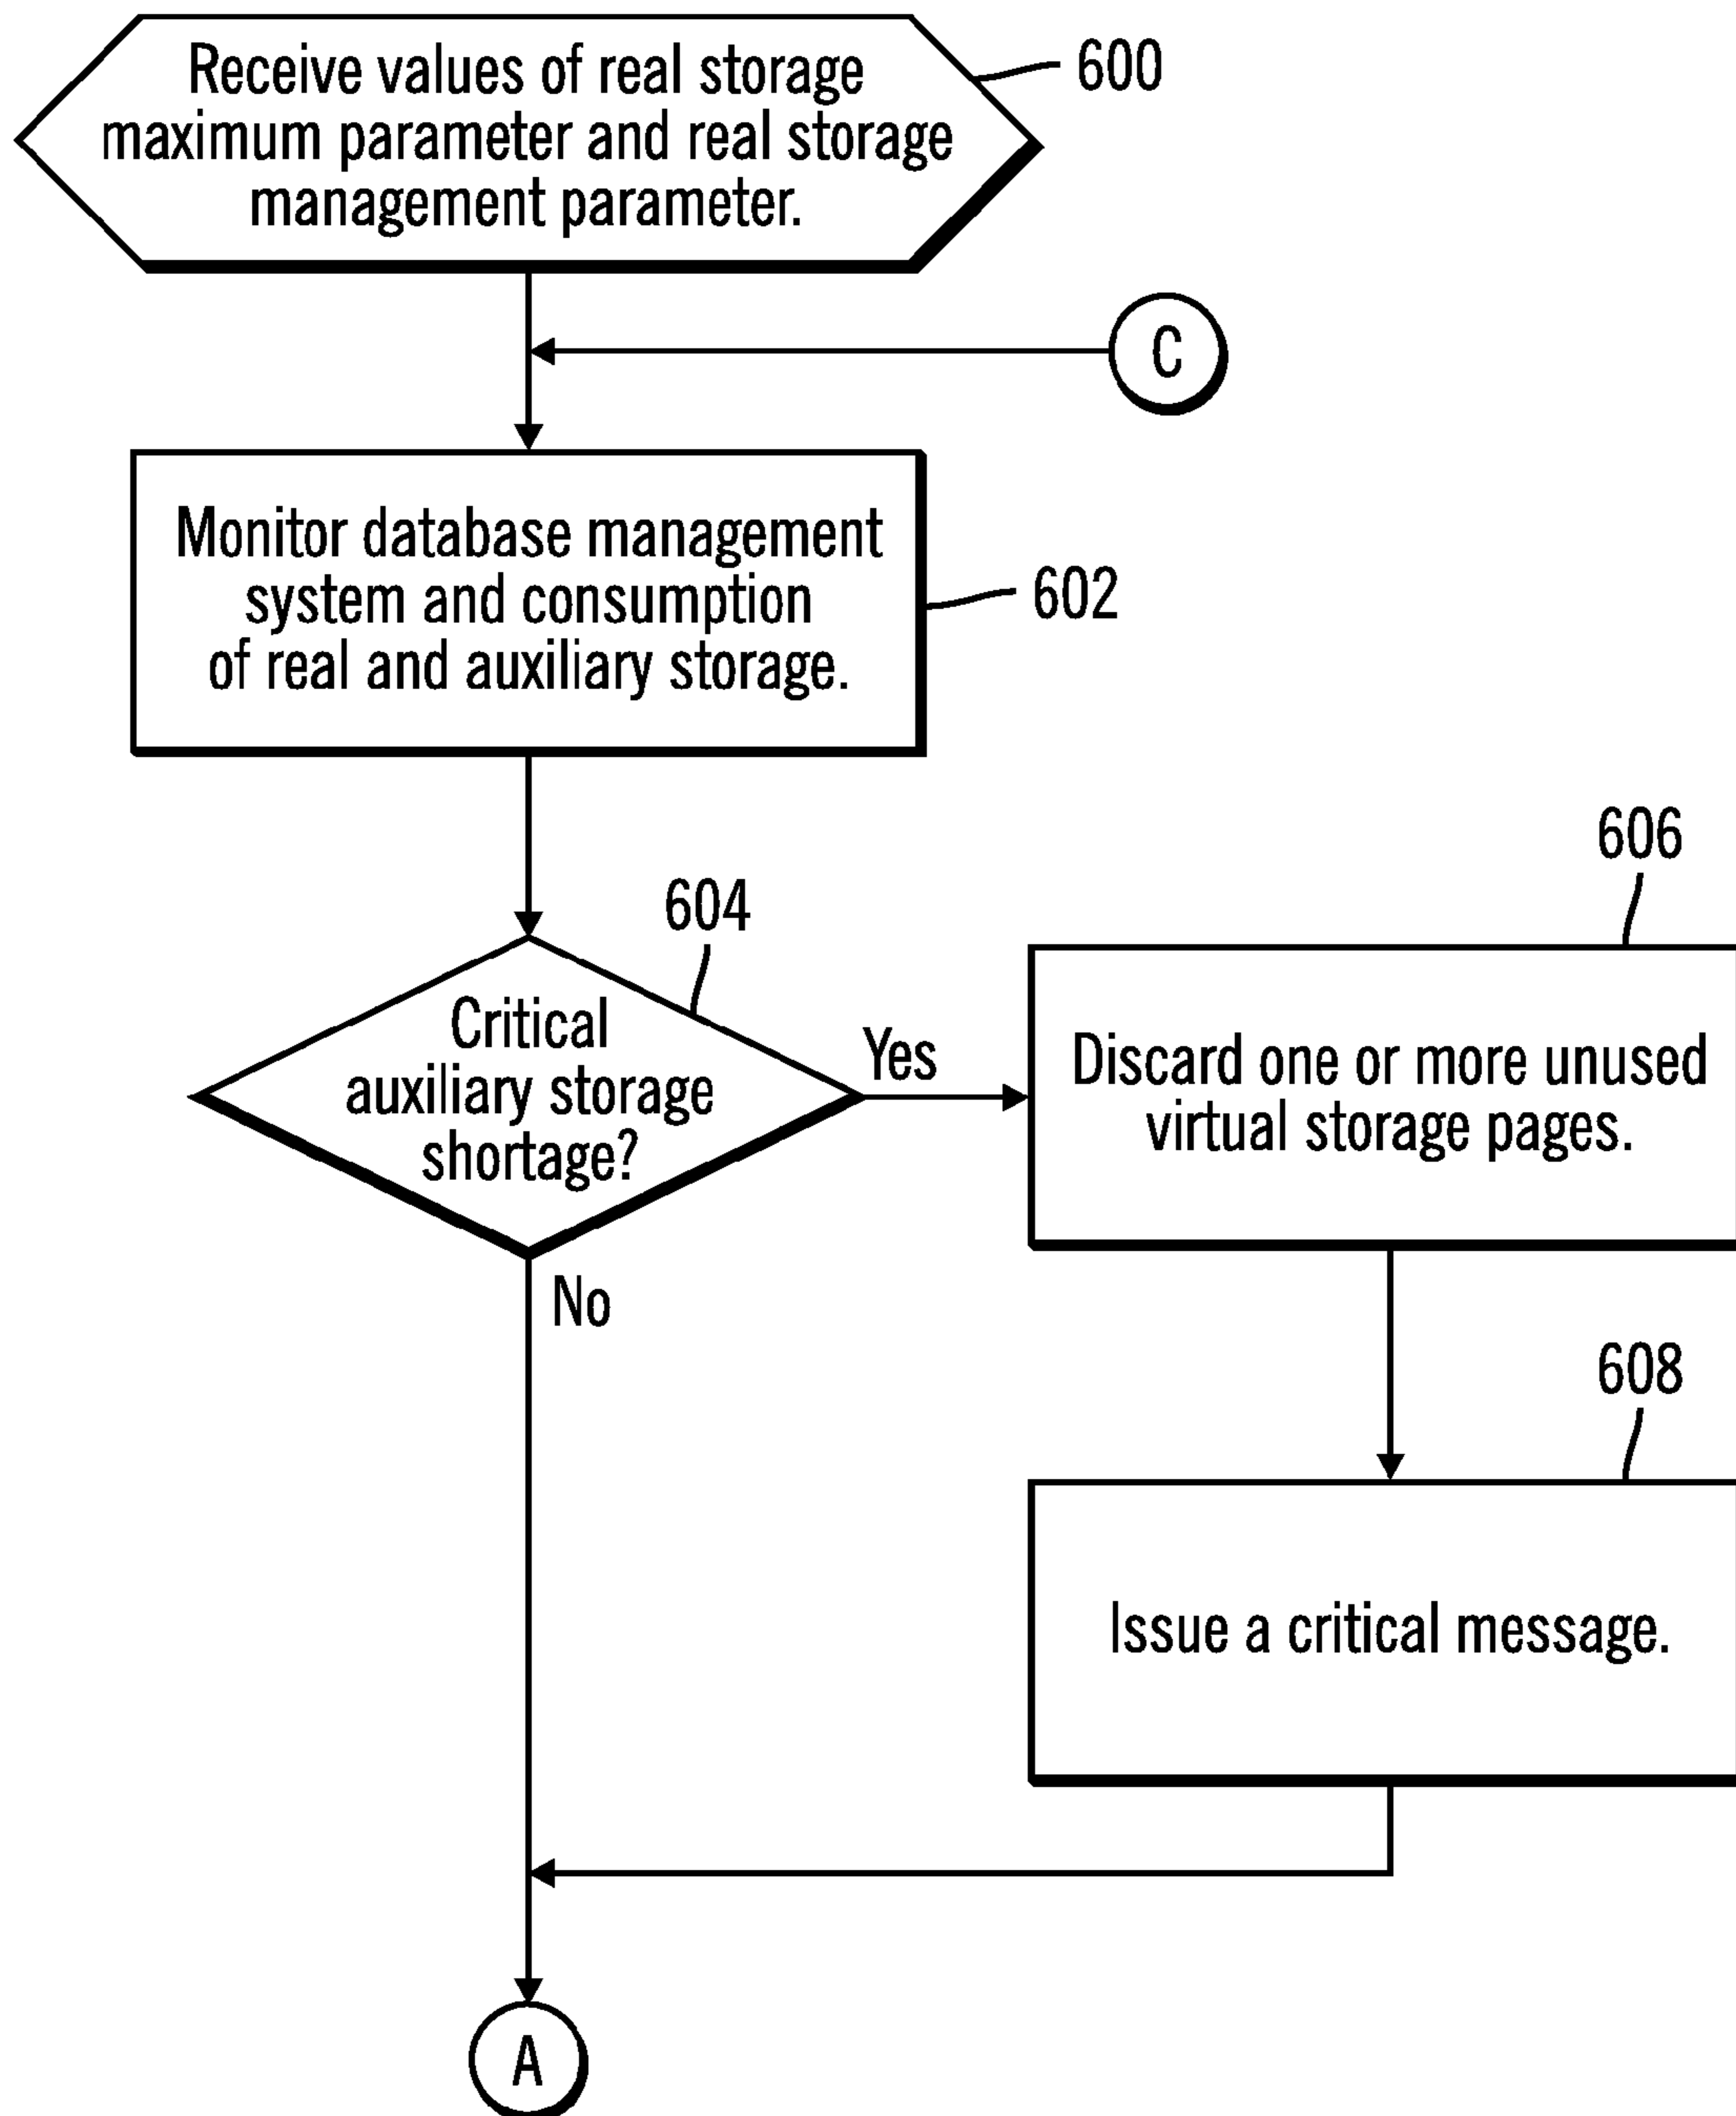 Receive values of real storage
maximum parameter and real storage
management parameter.
600
C
Monitor database management
system and consumption
of real and auxiliary storage.
602
604
Critical
auxiliary storage
shortage?
Yes
No
606
Discard one or more unused
virtual storage pages.
608
Issue a critical message.
A